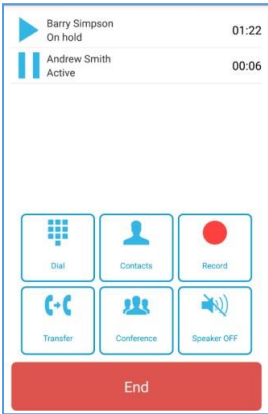 Barry Simpson
On hold
01:22
Andrew Smith
Active
00:06
Dial
Contacts
Record
Transfer
Conference
Speaker OFF
End